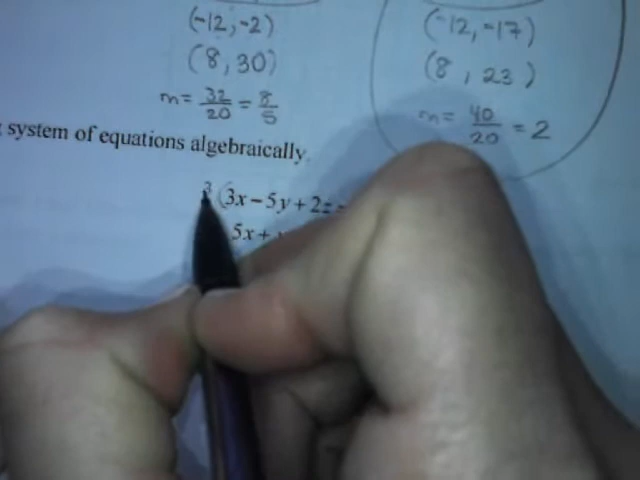 (-12, -2)
(8, 30)
m = 32/20 = 8/5
(-12, -17)
(8, 23)
m = 40/20 = 2
system of equations algebraically.
3 (3x − 5y + 2z
5x +